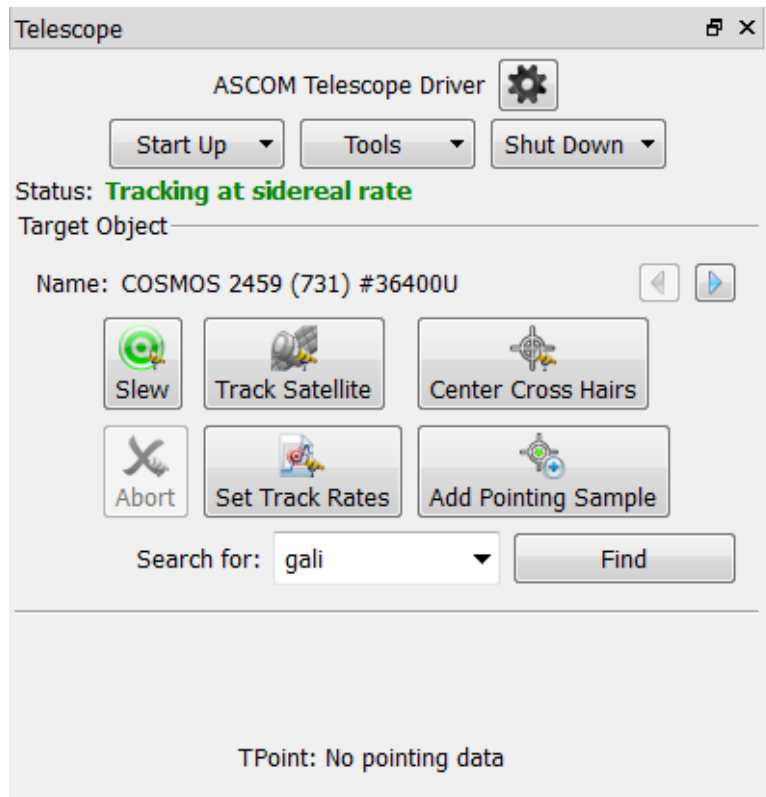 Telescope
ASCOM Telescope Driver
Start Up Tools Shut Down
Status: Tracking at sidereal rate
Target Object
Name: COSMOS 2459 (731) #36400U
Slew Track Satellite Center Cross Hairs
Abort Set Track Rates Add Pointing Sample
Search for: gali Find
TPoint: No pointing data